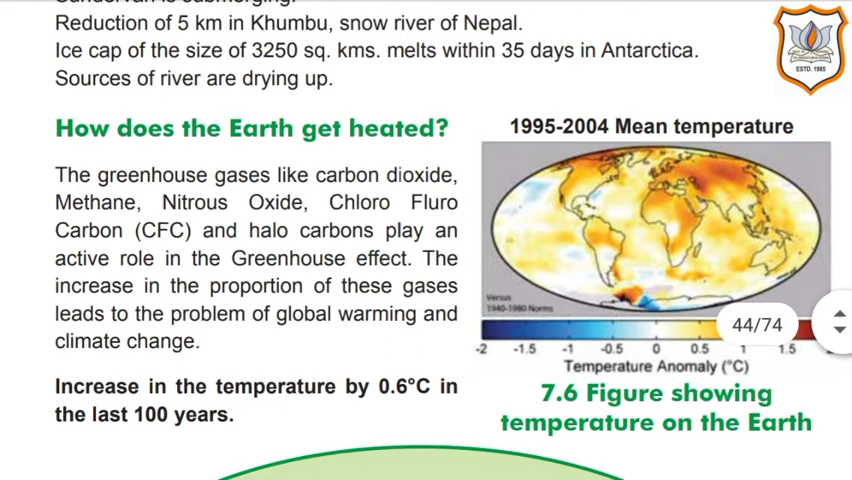 Reduction of 5 km in Khumbu, snow river of Nepal.
Ice cap of the size of 3250 sq. kms. melts within 35 days in Antarctica.
Sources of river are drying up.
How does the Earth get heated?
The greenhouse gases like carbon dioxide,
Methane, Nitrous Oxide, Chloro Fluro
Carbon (CFC) and halo carbons play an
active role in the Greenhouse effect. The
increase in the proportion of these gases
leads to the problem of global warming and
climate change.
Increase in the temperature by 0.6°C in
the last 100 years.
1995-2004 Mean temperature
Versus
1940-1980 Norms
44/74
-2 -1.5 -1 -0.5 0 0.5 1 1.5
Temperature Anomaly (°C)
7.6 Figure showing
temperature on the Earth
ESTD. 1985